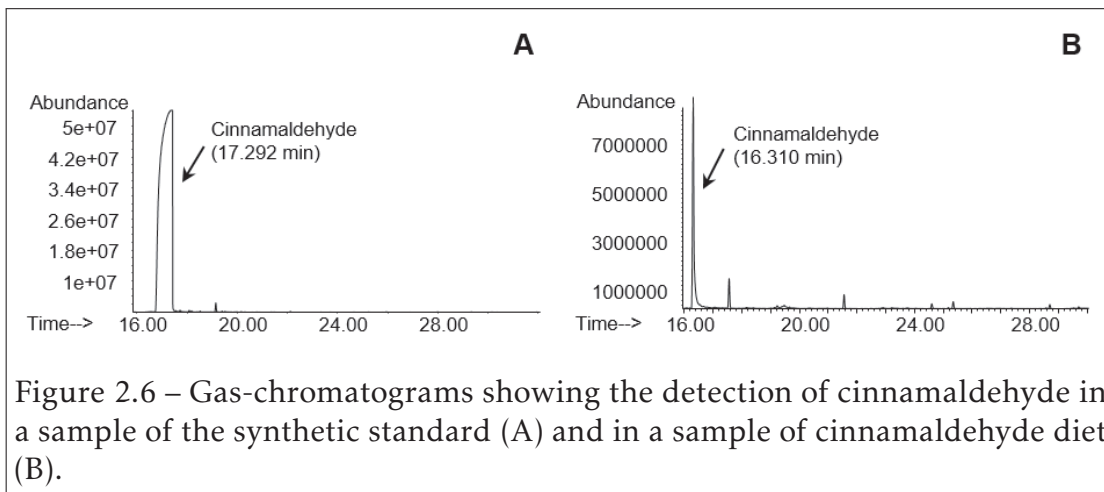 A
Abundance
5e+07
4.2e+07
3.4e+07
2.6e+07
1.8e+07
1e+07
Cinnamaldehyde
(17.292 min)
Time-->
16.00 20.00 24.00 28.00
B
Abundance
7000000
5000000
3000000
1000000
Cinnamaldehyde
(16.310 min)
Time-->
16.00 20.00 24.00 28.00
Figure 2.6 – Gas-chromatograms showing the detection of cinnamaldehyde in
a sample of the synthetic standard (A) and in a sample of cinnamaldehyde diet
(B).